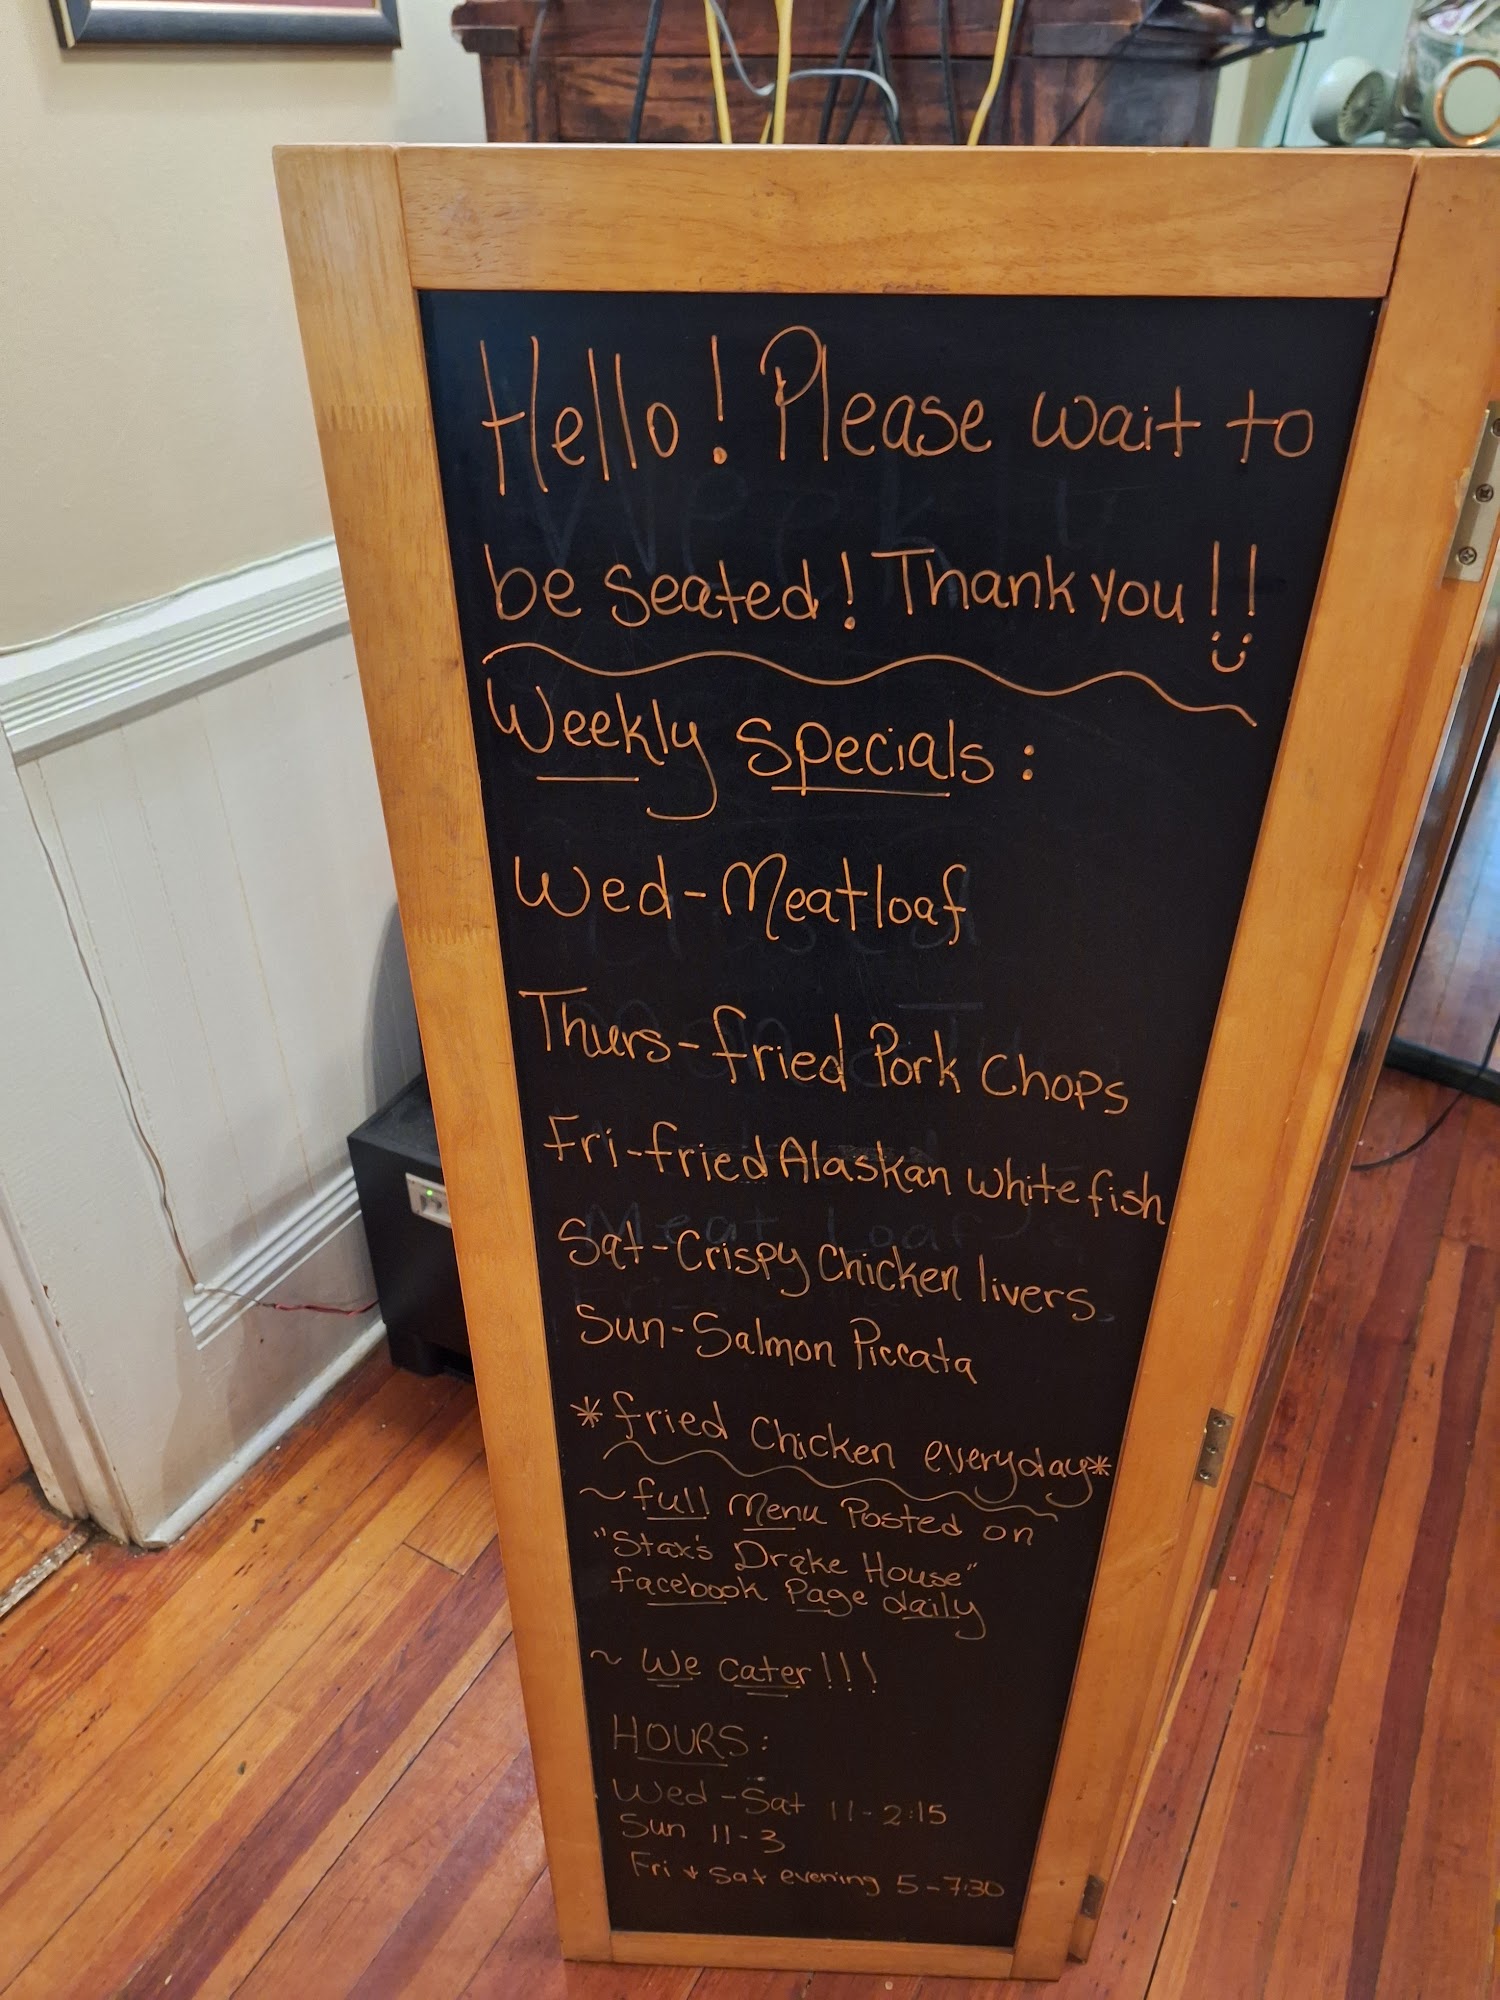 Hello! Please wait to
be seated! Thank you!!
Weekly Specials:
Wed-Meatloaf
Thurs-fried Pork Chops
Fri-fried Alaskan whitefish
Sat-Crispy Chicken livers
Sun-Salmon Piccata
*fried Chicken everyday*
~full Menu Posted on
"Stax's Drake House"
facebook Page daily
~ We cater!!!
HOURS:
Wed-Sat 11-2:15
Sun 11-3
Fri + Sat evening 5-7:30